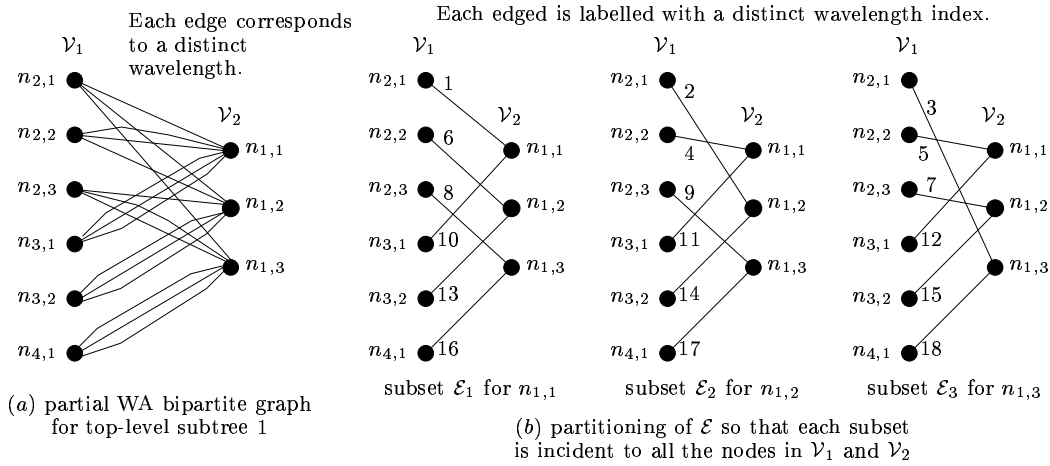 Each edge corresponds
to a distinct
wavelength.
Each edged is labelled with a distinct wavelength index.
𝒱₁
𝒱₂
n₂,₁
n₂,₂
n₂,₃
n₃,₁
n₃,₂
n₄,₁
n₁,₁
n₁,₂
n₁,₃
(a) partial WA bipartite graph
for top-level subtree 1
𝒱₁
𝒱₂
n₂,₁
n₂,₂
n₂,₃
n₃,₁
n₃,₂
n₄,₁
1
6
8
10
13
16
n₁,₁
n₁,₂
n₁,₃
subset ℰ₁ for n₁,₁
𝒱₁
𝒱₂
n₂,₁
n₂,₂
n₂,₃
n₃,₁
n₃,₂
n₄,₁
2
4
9
11
14
17
n₁,₁
n₁,₂
n₁,₃
subset ℰ₂ for n₁,₂
𝒱₁
𝒱₂
n₂,₁
n₂,₂
n₂,₃
n₃,₁
n₃,₂
n₄,₁
3
5
7
12
15
18
n₁,₁
n₁,₂
n₁,₃
subset ℰ₃ for n₁,₃
(b) partitioning of ℰ so that each subset
is incident to all the nodes in 𝒱₁ and 𝒱₂